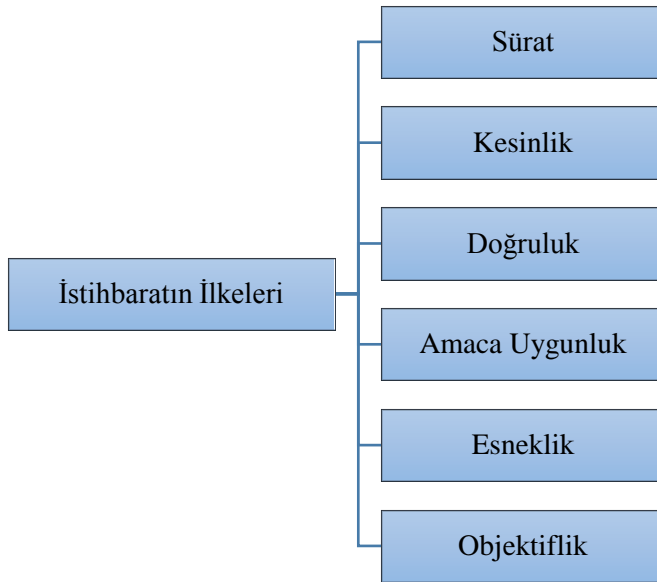 İstihbaratın İlkeleri
Sürat
Kesinlik
Doğruluk
Amaca Uygunluk
Esneklik
Objektiflik